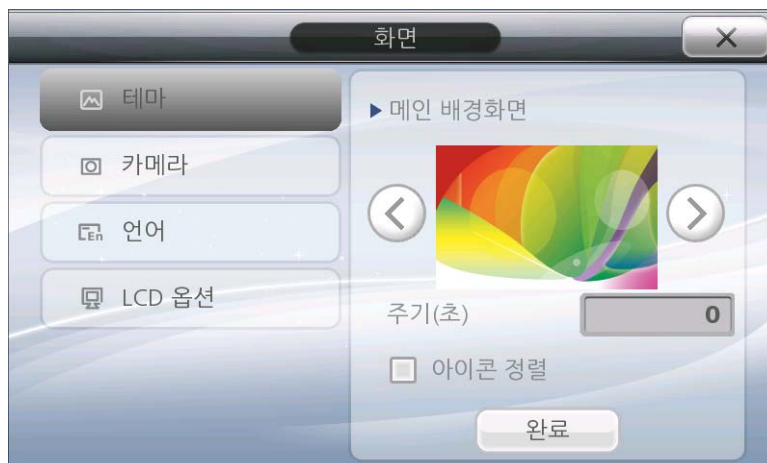 화면
테마
카메라
En 언어
LCD 옵션
▶메인 배경화면
주기(초) 0
아이콘 정렬
완료